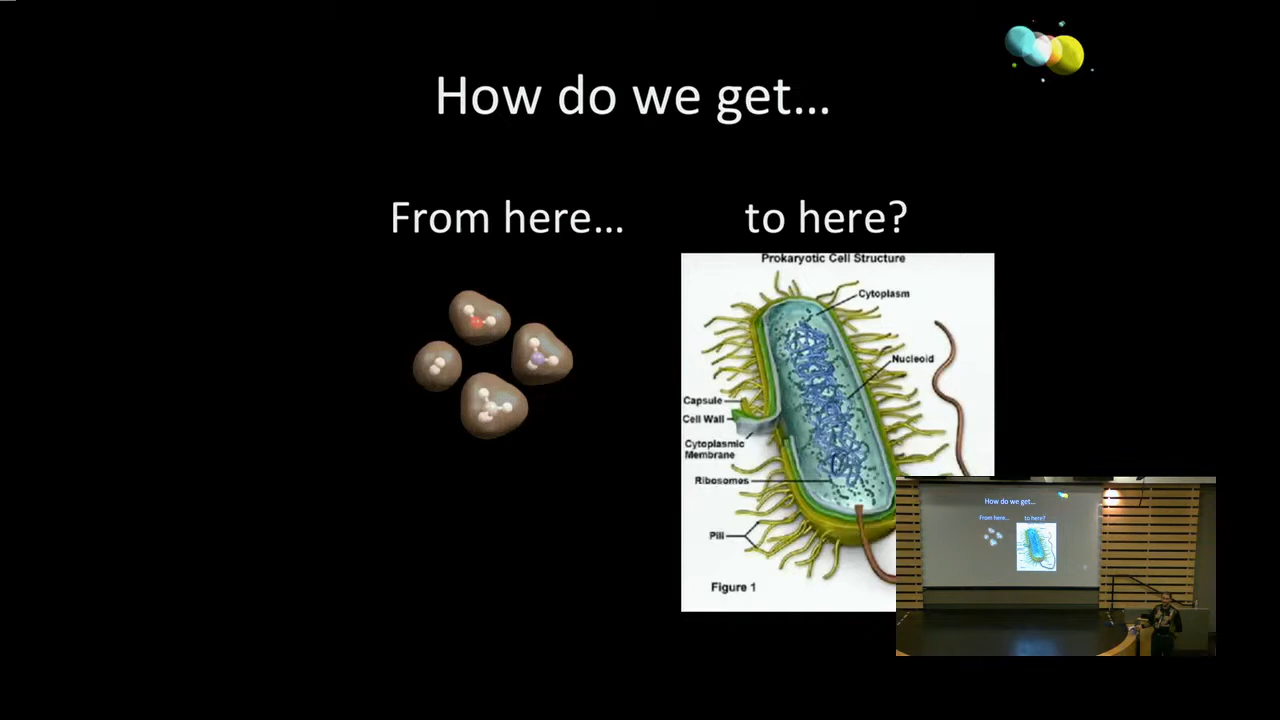 How do we get...
From here...
to here?
Prokaryotic Cell Structure
Cytoplasm
Nucleoid
Capsule
Cell Wall
Cytoplasmic
Membrane
Ribosomes
Pili
Figure 1
How do we get...
From here...
to here?